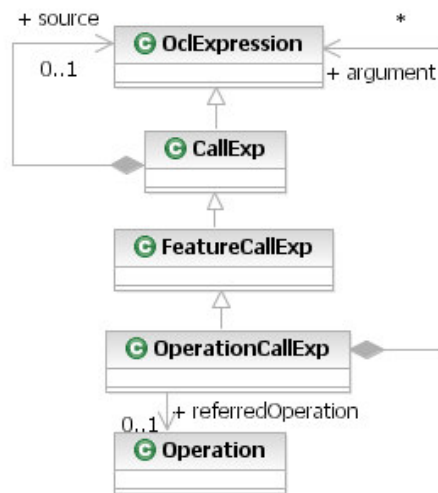 + source
*
C OclExpression
0..1
+ argument
C CallExp
C FeatureCallExp
C OperationCallExp
+ referredOperation
0..1
C Operation